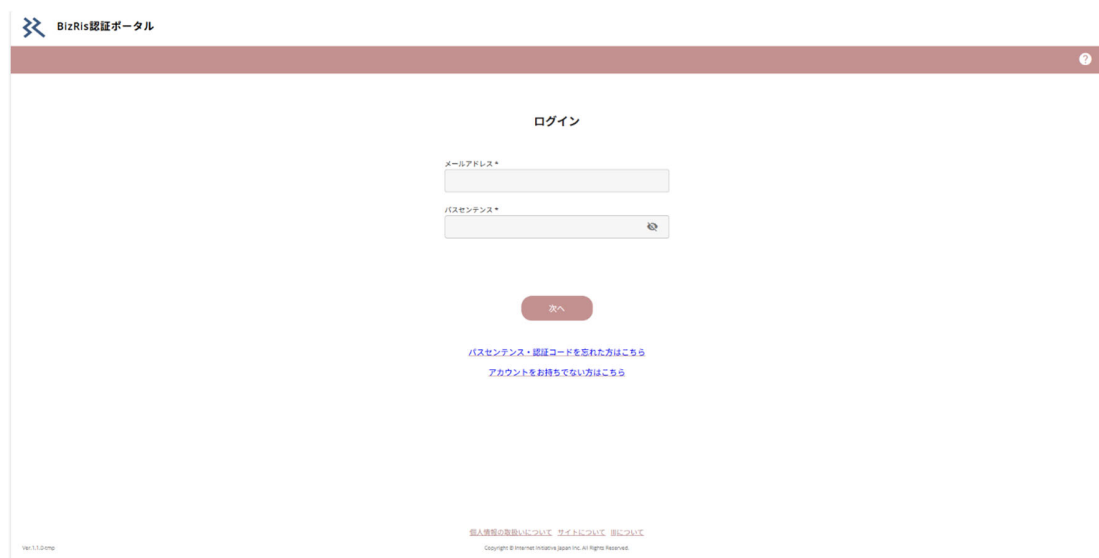 BizRis認証ポータル
?
ログイン
メールアドレス *
パスセンテンス *
次へ
パスセンテンス・認証コードを忘れた方はこちら
アカウントをお持ちでない方はこちら
個人情報の取扱いについて サイトについて IIJについて
Ver.1.1.0-tmp
Copyright © Internet Initiative Japan Inc. All Rights Reserved.